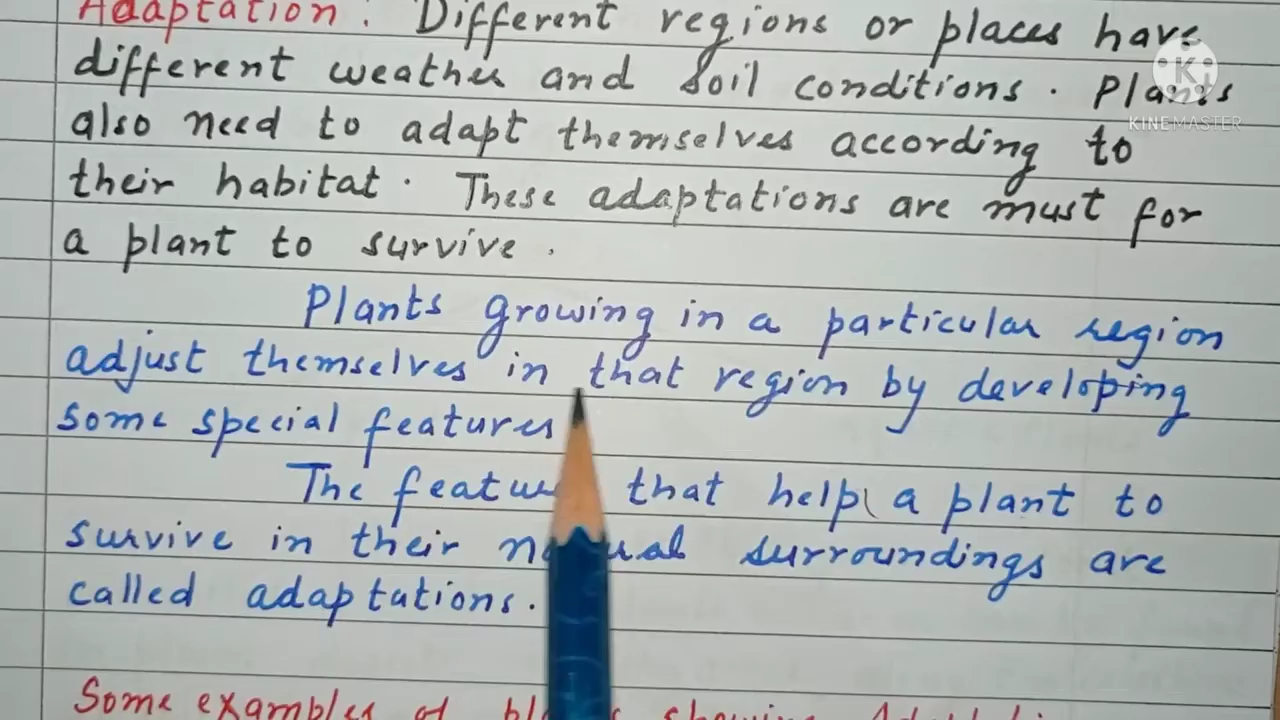 Adaptation : Different regions or places have
different weather and soil conditions . Plants
also need to adapt themselves according to
their habitat . These adaptations are must for
a plant to survive .
Plants growing in a particular region
adjust themselves in that region by developing
some special features
The that help a plant to
survive in their surroundings are
called adaptations .
Some examples of showing
KINEMASTER